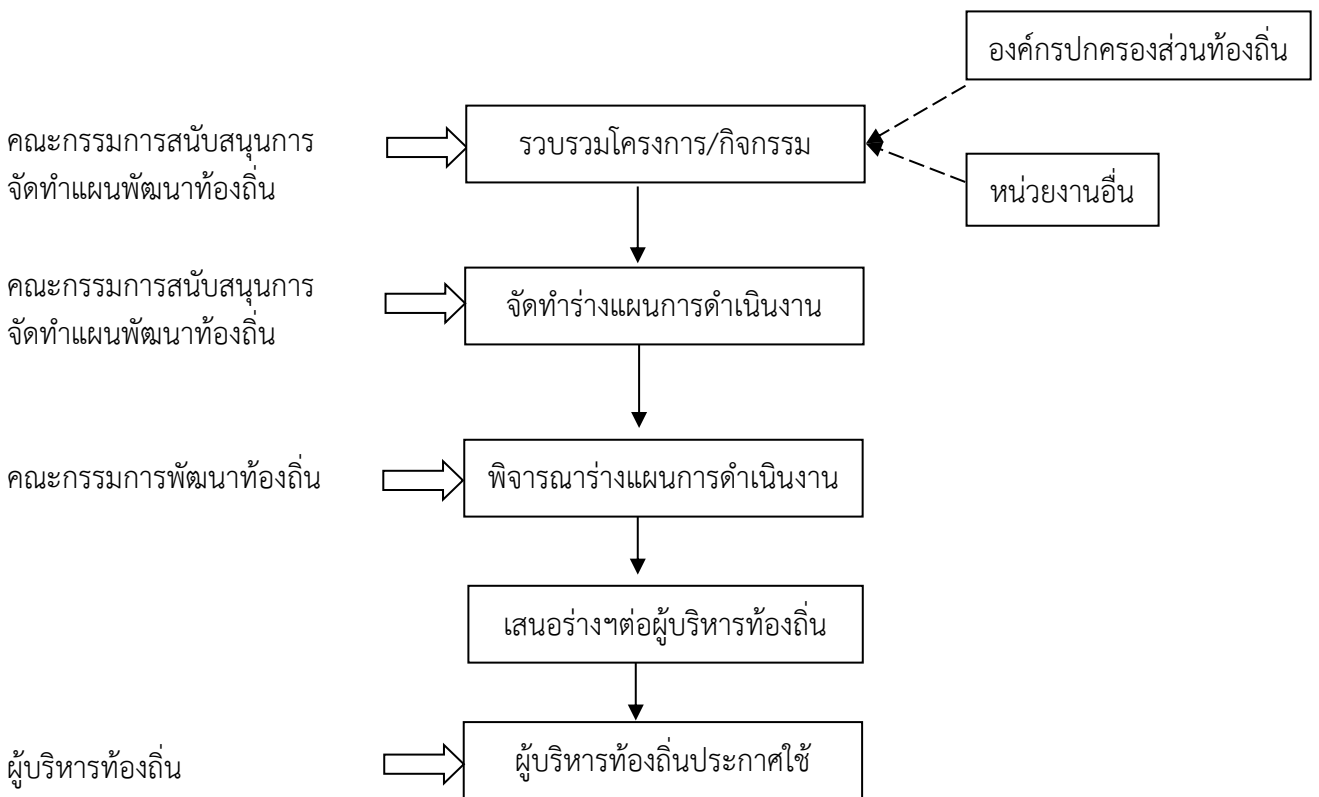 องค์กรปกครองส่วนท้องถิ่น
คณะกรรมการสนับสนุนการ
จัดทำแผนพัฒนาท้องถิ่น
รวบรวมโครงการ/กิจกรรม
หน่วยงานอื่น
คณะกรรมการสนับสนุนการ
จัดทำแผนพัฒนาท้องถิ่น
จัดทำร่างแผนการดำเนินงาน
คณะกรรมการพัฒนาท้องถิ่น
พิจารณาร่างแผนการดำเนินงาน
เสนอร่างฯต่อผู้บริหารท้องถิ่น
ผู้บริหารท้องถิ่น
ผู้บริหารท้องถิ่นประกาศใช้